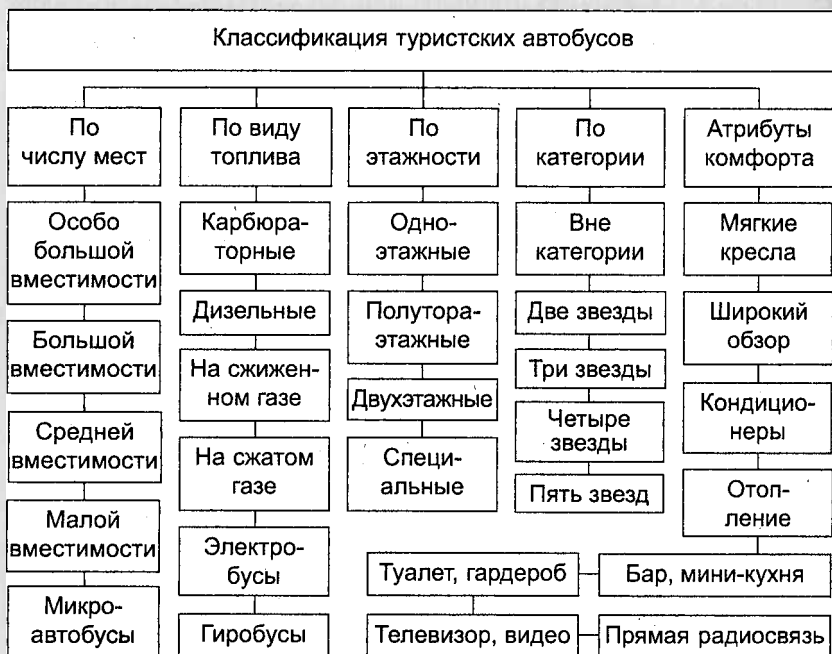 Классификация туристских автобусов
По
числу мест
Особо
большой
вместимости
Большой
вместимости
Средней
вместимости
Малой
вместимости
Микро-
автобусы
По виду
топлива
Карбюра-
торные
Дизельные
На сжижен-
ном газе
На сжатом
газе
Электро-
бусы
Гиробусы
По
этажности
Одно-
этажные
Полутора-
этажные
Двухэтажные
Специ-
альные
По
категории
Вне
категории
Две звезды
Три звезды
Четыре
звезды
Пять звезд
Атрибуты
комфорта
Мягкие
кресла
Широкий
обзор
Кондицио-
неры
Отоп-
ление
Бар, мини-кухня
Туалет, гардероб
Телевизор, видео
Прямая радиосвязь